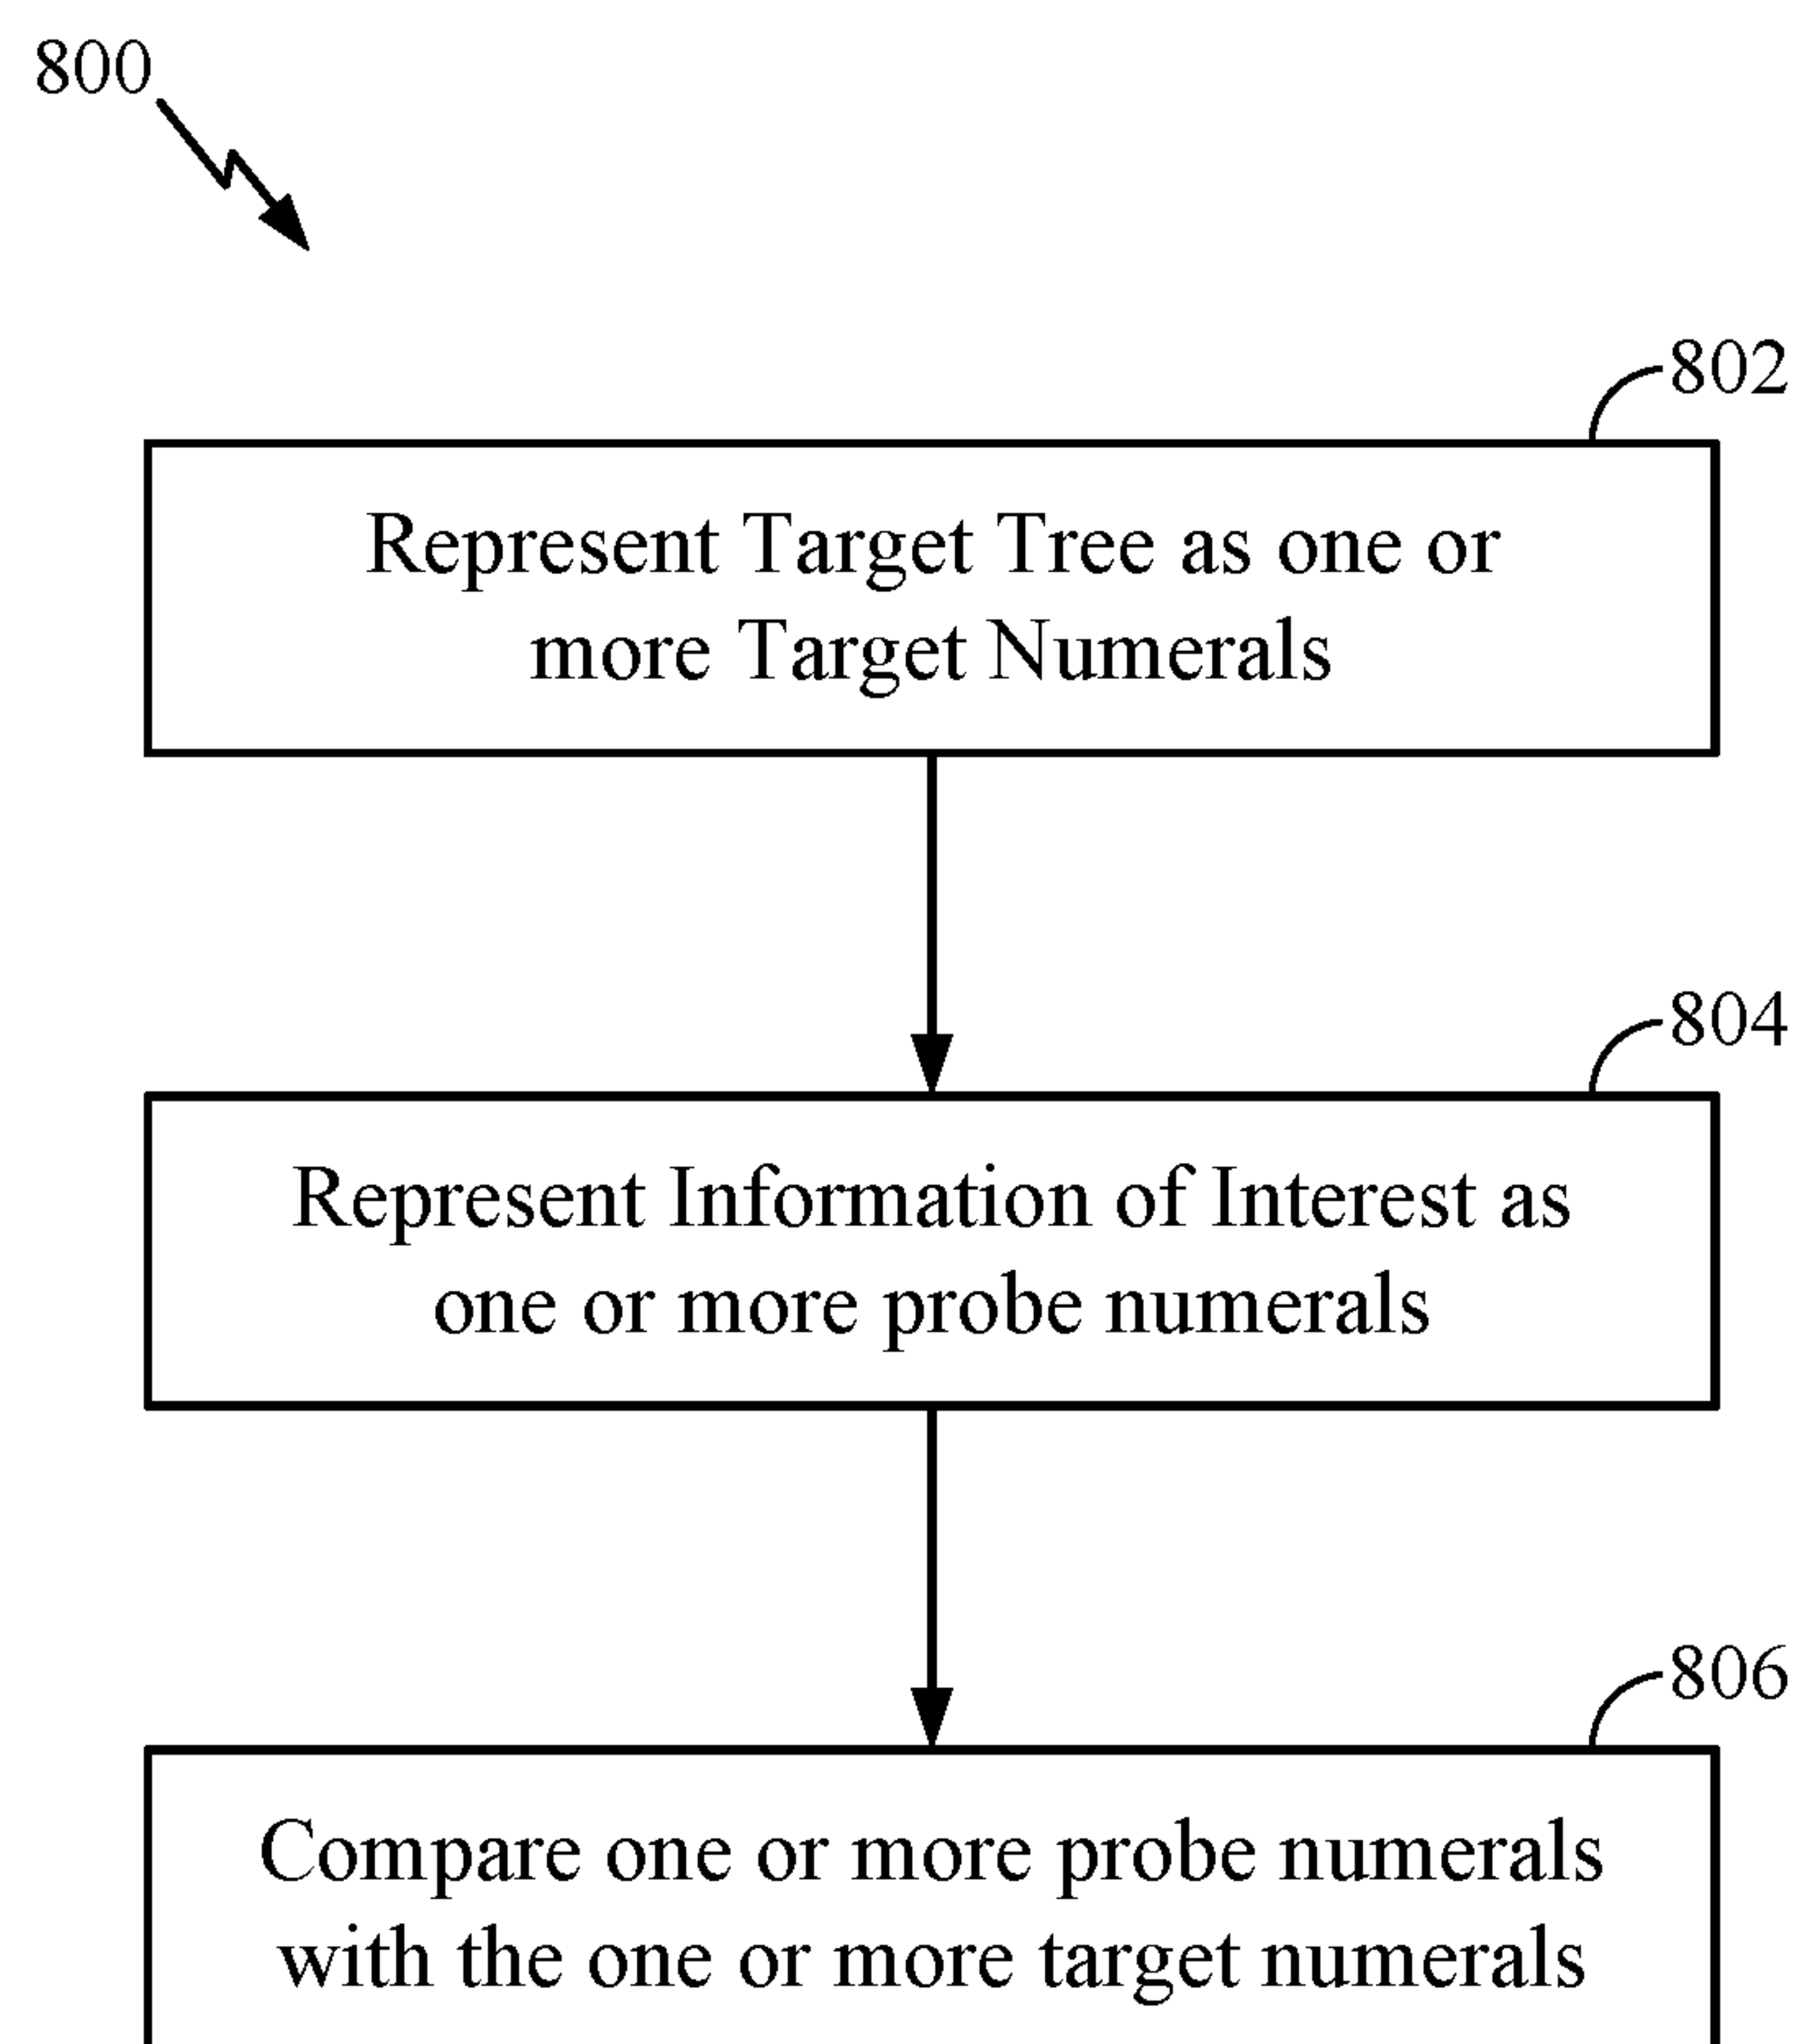 800
802
Represent Target Tree as one or
more Target Numerals
804
Represent Information of Interest as
one or more probe numerals
806
Compare one or more probe numerals
with the one or more target numerals